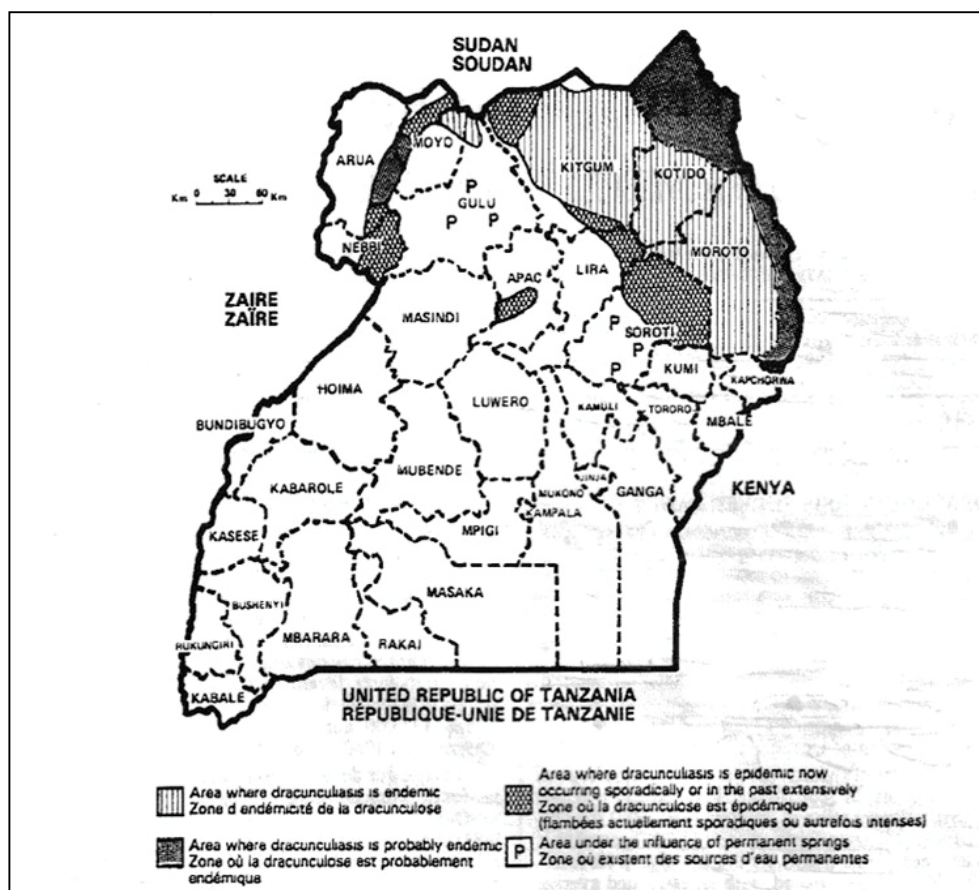 SUDAN
SOUDAN
ARUA
MOYO
KITGUM
KOTIDO
SCALE
Km 0 30 60 Km
P
GULU
P P
NEBBI
MOROTO
APAC
LIRA
ZAIRE
ZAÏRE
MASINDI
P
SOROTI
P
P
KUMI
KAPCHORWA
HOIMA
LUWERO
KAMULI
TORORO
MBALE
BUNDIBUGYO
MUBENDE
KABAROLE
JINJA
MUKONO
GANGA
KENYA
KAMPALA
MPIGI
KASESE
MASAKA
BUSHENYI
RUKUNGIRI
MBARARA
RAKAI
KABALE
UNITED REPUBLIC OF TANZANIA
RÉPUBLIQUE-UNIE DE TANZANIE
Area where dracunculiasis is endemic
Zone d endémicité de la dracunculose
Area where dracunculiasis is probably endemic
Zone où la dracunculose est probablement
endémique
Area where dracunculiasis is epidemic now
occurring sporadically or in the past extensively
Zone où la dracunculose est épidémique
(flambées actuellement sporadiques ou autrefois intenses)
P Area under the influence of permanent springs
Zone où existent des sources d'eau permanentes